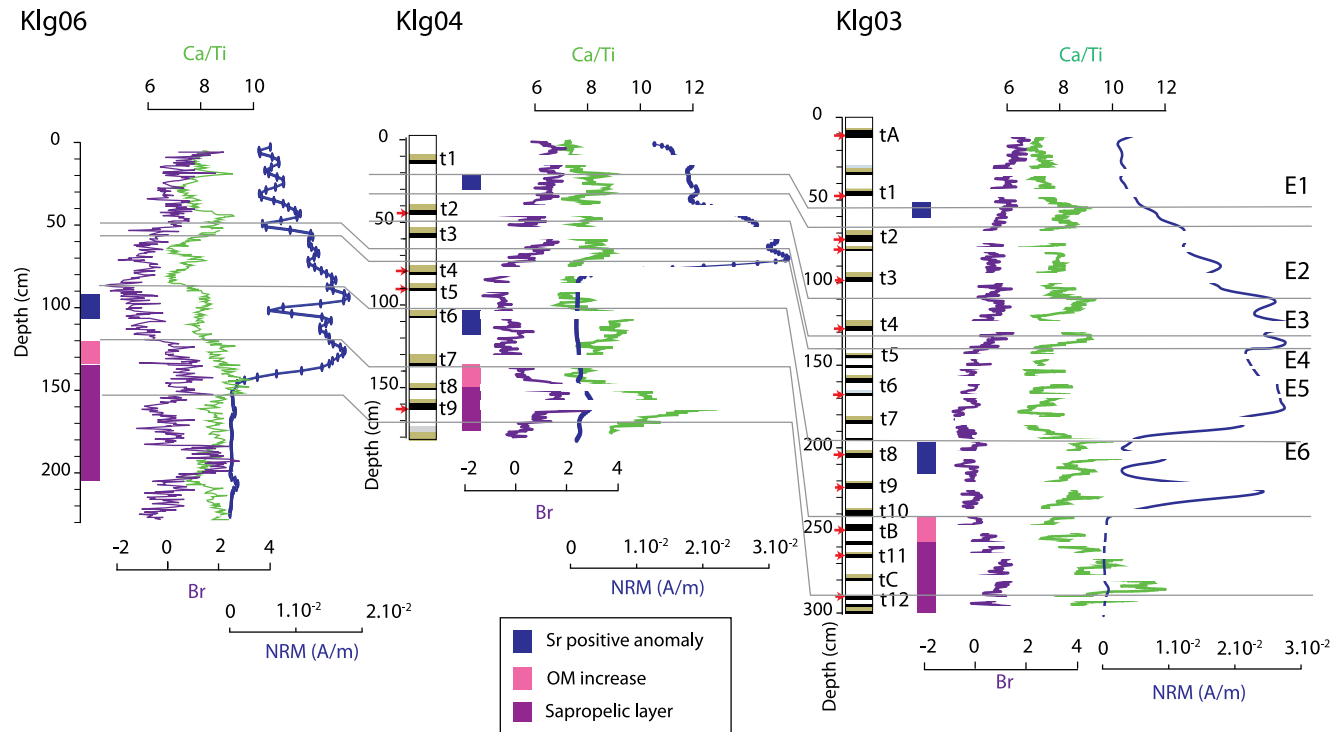 Klg06
Klg04
Klg03
Ca/Ti
6 8 10
Ca/Ti
6 8 10 12
Ca/Ti
6 8 10 12
Depth (cm)
0
50
100
150
200
-2 0 2 4
Br
0 1.10-2 2.10-2
NRM (A/m)
Depth (cm)
0
50
100
150
t1
t2
t3
t4
t5
t6
t7
t8
t9
-2 0 2 4
Br
0 1.10-2 2.10-2 3.10-2
NRM (A/m)
Depth (cm)
0
50
100
150
200
250
300
tA
t1
t2
t3
t4
t5
t6
t7
t8
t9
t10
tB
t11
tC
t12
E1
E2
E3
E4
E5
E6
-2 0 2 4
Br
0 1.10-2 2.10-2 3.10-2
NRM (A/m)
Sr positive anomaly
OM increase
Sapropelic layer